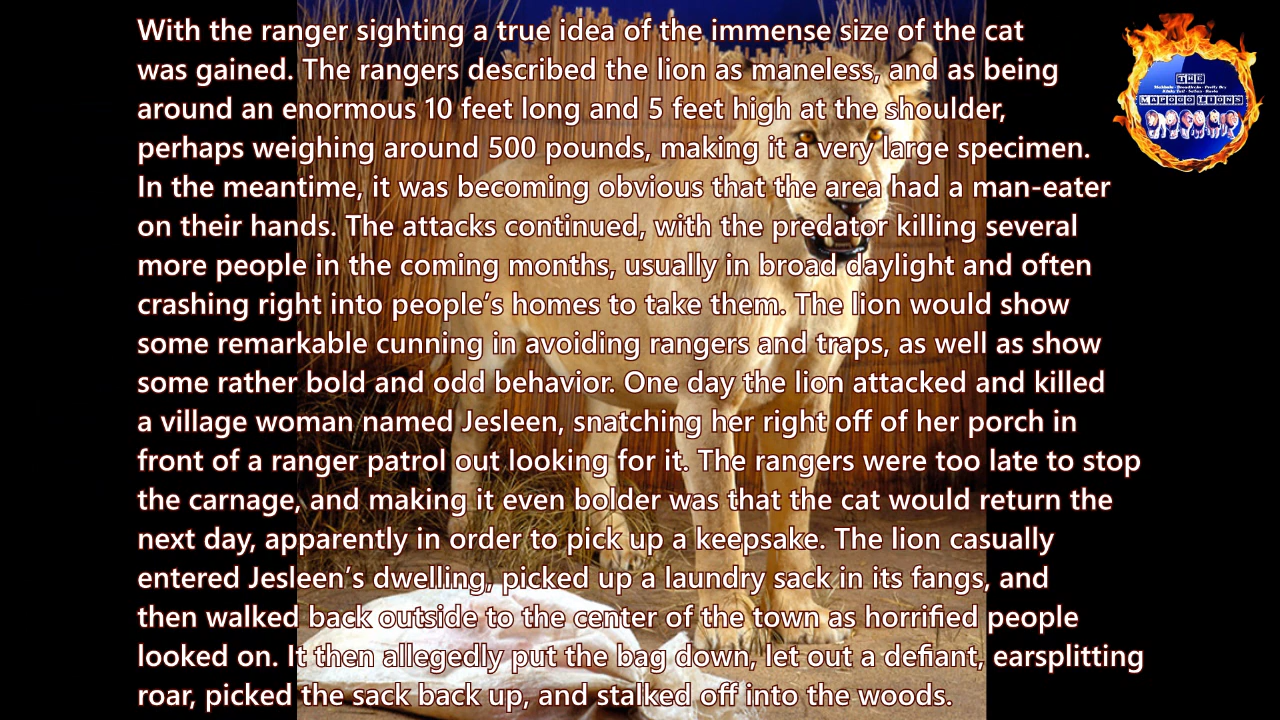 With the ranger sighting a true idea of the immense size of the cat
was gained. The rangers described the lion as maneless, and as being
around an enormous 10 feet long and 5 feet high at the shoulder,
perhaps weighing around 500 pounds, making it a very large specimen.
In the meantime, it was becoming obvious that the area had a man-eater
on their hands. The attacks continued, with the predator killing several
more people in the coming months, usually in broad daylight and often
crashing right into people’s homes to take them. The lion would show
some remarkable cunning in avoiding rangers and traps, as well as show
some rather bold and odd behavior. One day the lion attacked and killed
a village woman named Jesleen, snatching her right off of her porch in
front of a ranger patrol out looking for it. The rangers were too late to stop
the carnage, and making it even bolder was that the cat would return the
next day, apparently in order to pick up a keepsake. The lion casually
entered Jesleen’s dwelling, picked up a laundry sack in its fangs, and
then walked back outside to the center of the town as horrified people
looked on. It then allegedly put the bag down, let out a defiant, earsplitting
roar, picked the sack back up, and stalked off into the woods.
THE
MAPOGO LIONS